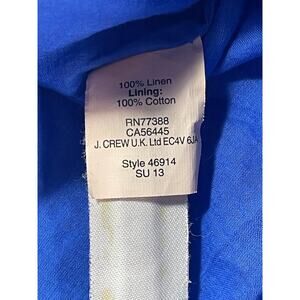 100% Linen
Lining:
100% Cotton
RN77388
CA56445
J. CREW U.K. Ltd EC4V 6JA
Style 46914
SU 13